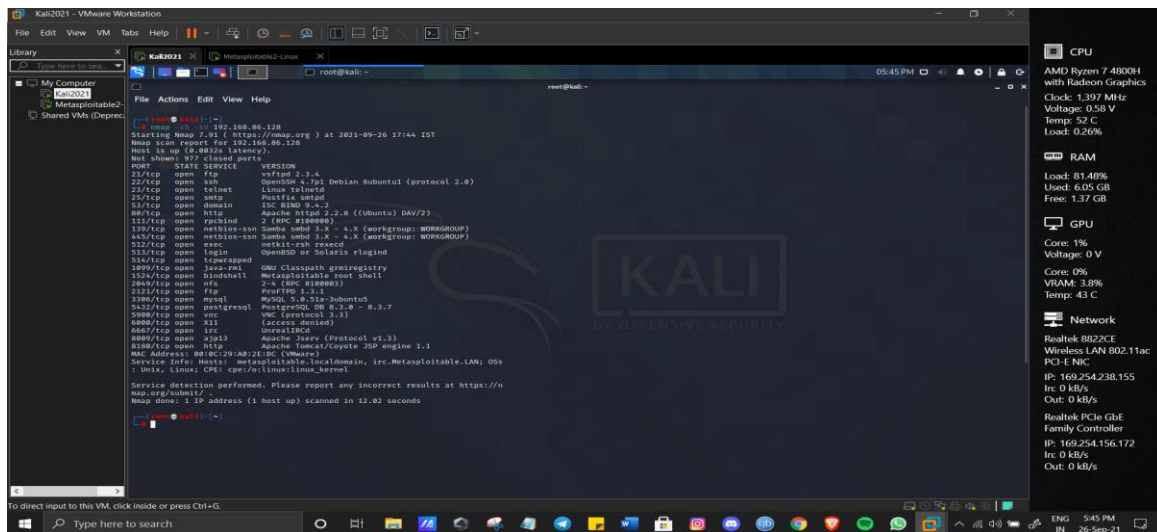 Kali2021 - VMware Workstation
File Edit View VM Tabs Help
Library
Type here to sea...
My Computer
Kali2021
Metasploitable2-
Shared VMs (Deprec
Kali2021
Metasploitable2-Linux
root@kali: ~
05:45 PM
root@kali:~
File Actions Edit View Help
(root💀kali)-[~]
# nmap -sS -sV 192.168.86.128
Starting Nmap 7.91 ( https://nmap.org ) at 2021-09-26 17:44 IST
Nmap scan report for 192.168.86.128
Host is up (0.0032s latency).
Not shown: 977 closed ports
PORT STATE SERVICE VERSION
21/tcp open ftp vsftpd 2.3.4
22/tcp open ssh OpenSSH 4.7p1 Debian 8ubuntu1 (protocol 2.0)
23/tcp open telnet Linux telnetd
25/tcp open smtp Postfix smtpd
53/tcp open domain ISC BIND 9.4.2
80/tcp open http Apache httpd 2.2.8 ((Ubuntu) DAV/2)
111/tcp open rpcbind 2 (RPC #100000)
139/tcp open netbios-ssn Samba smbd 3.X - 4.X (workgroup: WORKGROUP)
445/tcp open netbios-ssn Samba smbd 3.X - 4.X (workgroup: WORKGROUP)
512/tcp open exec netkit-rsh rexecd
513/tcp open login OpenBSD or Solaris rlogind
514/tcp open tcpwrapped
1099/tcp open java-rmi GNU Classpath grmiregistry
1524/tcp open bindshell Metasploitable root shell
2049/tcp open nfs 2-4 (RPC #100003)
2121/tcp open ftp ProFTPD 1.3.1
3306/tcp open mysql MySQL 5.0.51a-3ubuntu5
5432/tcp open postgresql PostgreSQL DB 8.3.0 - 8.3.7
5900/tcp open vnc VNC (protocol 3.3)
6000/tcp open X11 (access denied)
6667/tcp open irc UnrealIRCd
8009/tcp open ajp13 Apache Jserv (Protocol v1.3)
8180/tcp open http Apache Tomcat/Coyote JSP engine 1.1
MAC Address: 00:0C:29:A0:2E:BC (VMware)
Service Info: Hosts: metasploitable.localdomain, irc.Metasploitable.LAN; OSs
: Unix, Linux; CPE: cpe:/o:linux:linux_kernel
Service detection performed. Please report any incorrect results at https://n
map.org/submit/ .
Nmap done: 1 IP address (1 host up) scanned in 12.02 seconds
(root💀kali)-[~]
#
KALI
BY OFFENSIVE SECURITY
To direct input to this VM, click inside or press Ctrl+G.
Type here to search
ENG
IN
5:45 PM
26-Sep-21
CPU
AMD Ryzen 7 4800H
with Radeon Graphics
Clock: 1,397 MHz
Voltage: 0.58 V
Temp: 52 C
Load: 0.26%
RAM
Load: 81.48%
Used: 6.05 GB
Free: 1.37 GB
GPU
Core: 1%
Voltage: 0 V
Core: 0%
VRAM: 3.8%
Temp: 43 C
Network
Realtek 8822CE
Wireless LAN 802.11ac
PCI-E NIC
IP: 169.254.238.155
In: 0 kB/s
Out: 0 kB/s
Realtek PCIe GbE
Family Controller
IP: 169.254.156.172
In: 0 kB/s
Out: 0 kB/s